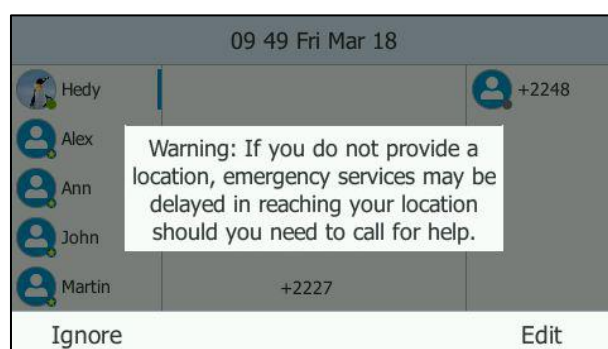 09 49 Fri Mar 18
Hedy
+2248
Alex
Ann
John
Martin
+2227
Warning: If you do not provide a
location, emergency services may be
delayed in reaching your location
should you need to call for help.
Ignore
Edit